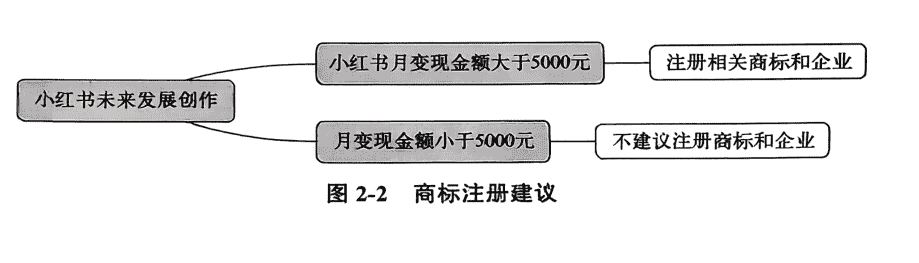 小红书未来发展创作
小红书月变现金额大于5000元
注册相关商标和企业
月变现金额小于5000元
不建议注册商标和企业
图 2-2 商标注册建议